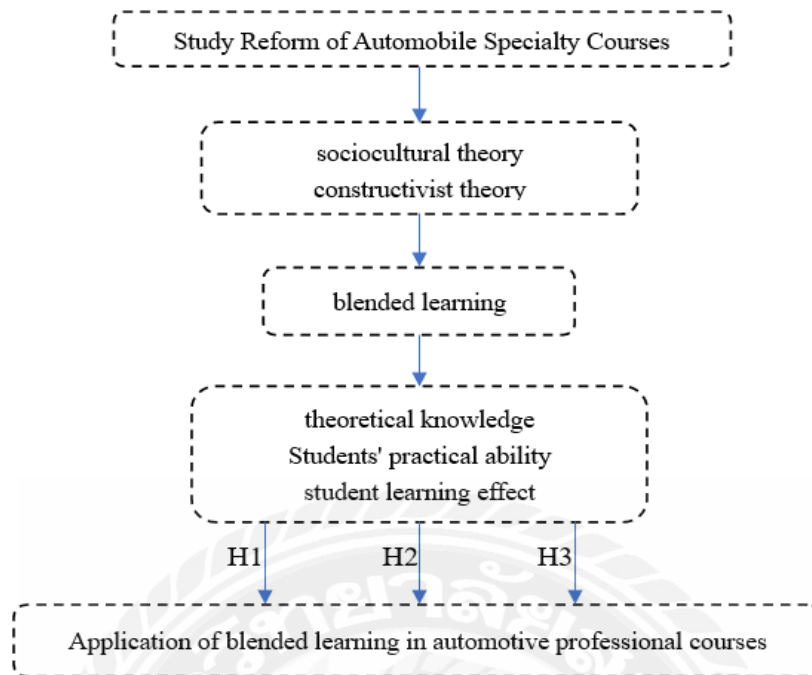 Study Reform of Automobile Specialty Courses
sociocultural theory
constructivist theory
blended learning
theoretical knowledge
Students' practical ability
student learning effect
H1 H2 H3
Application of blended learning in automotive professional courses